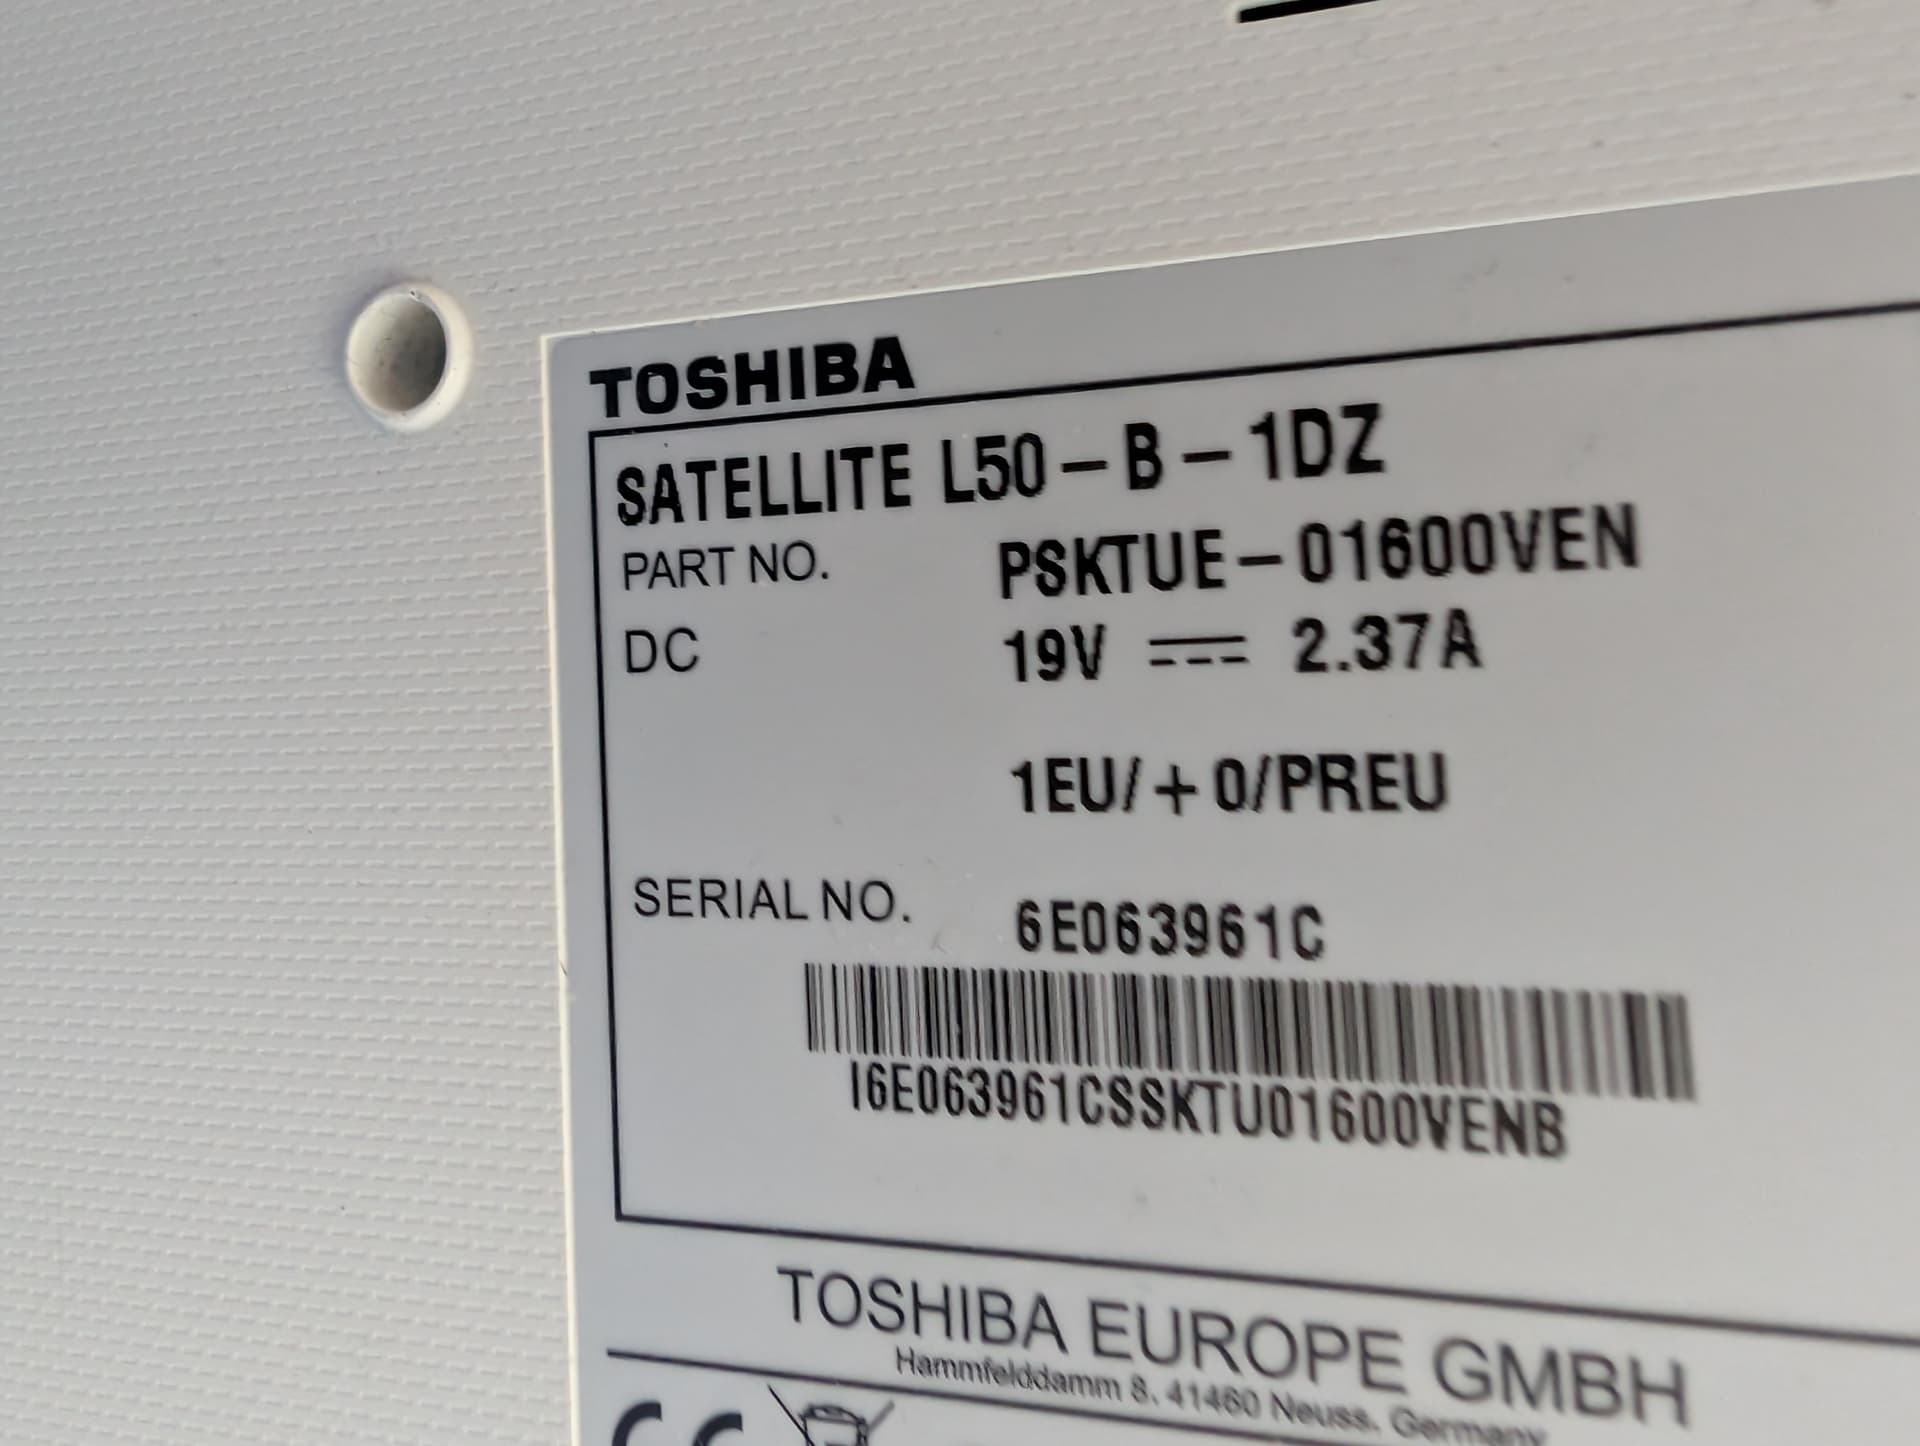 TOSHIBA
SATELLITE L50-B-1DZ
PART NO. PSKTUE-01600VEN
DC 19V ⎓ 2.37A
1EU/+0/PREU
SERIAL NO. 6E063961C
I6E063961CSSKTU01600VENB
TOSHIBA EUROPE GMBH
Hammfelddamm 8. 41460 Neuss. Germany
CE